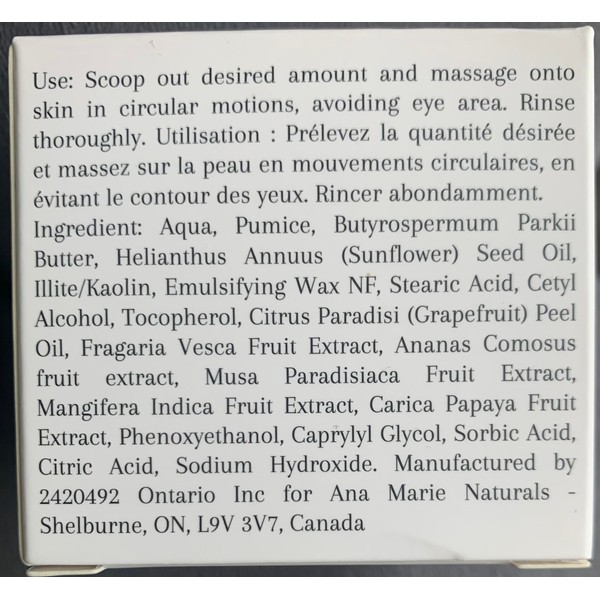 Use: Scoop out desired amount and massage onto
skin in circular motions, avoiding eye area. Rinse
thoroughly. Utilisation : Prélevez la quantité désirée
et massez sur la peau en mouvements circulaires, en
évitant le contour des yeux. Rincer abondamment.
Ingredient: Aqua, Pumice, Butyrospermum Parkii
Butter, Helianthus Annuus (Sunflower) Seed Oil,
Illite/Kaolin, Emulsifying Wax NF, Stearic Acid, Cetyl
Alcohol, Tocopherol, Citrus Paradisi (Grapefruit) Peel
Oil, Fragaria Vesca Fruit Extract, Ananas Comosus
fruit extract, Musa Paradisiaca Fruit Extract,
Mangifera Indica Fruit Extract, Carica Papaya Fruit
Extract, Phenoxyethanol, Caprylyl Glycol, Sorbic Acid,
Citric Acid, Sodium Hydroxide. Manufactured by
2420492 Ontario Inc for Ana Marie Naturals -
Shelburne, ON, L9V 3V7, Canada